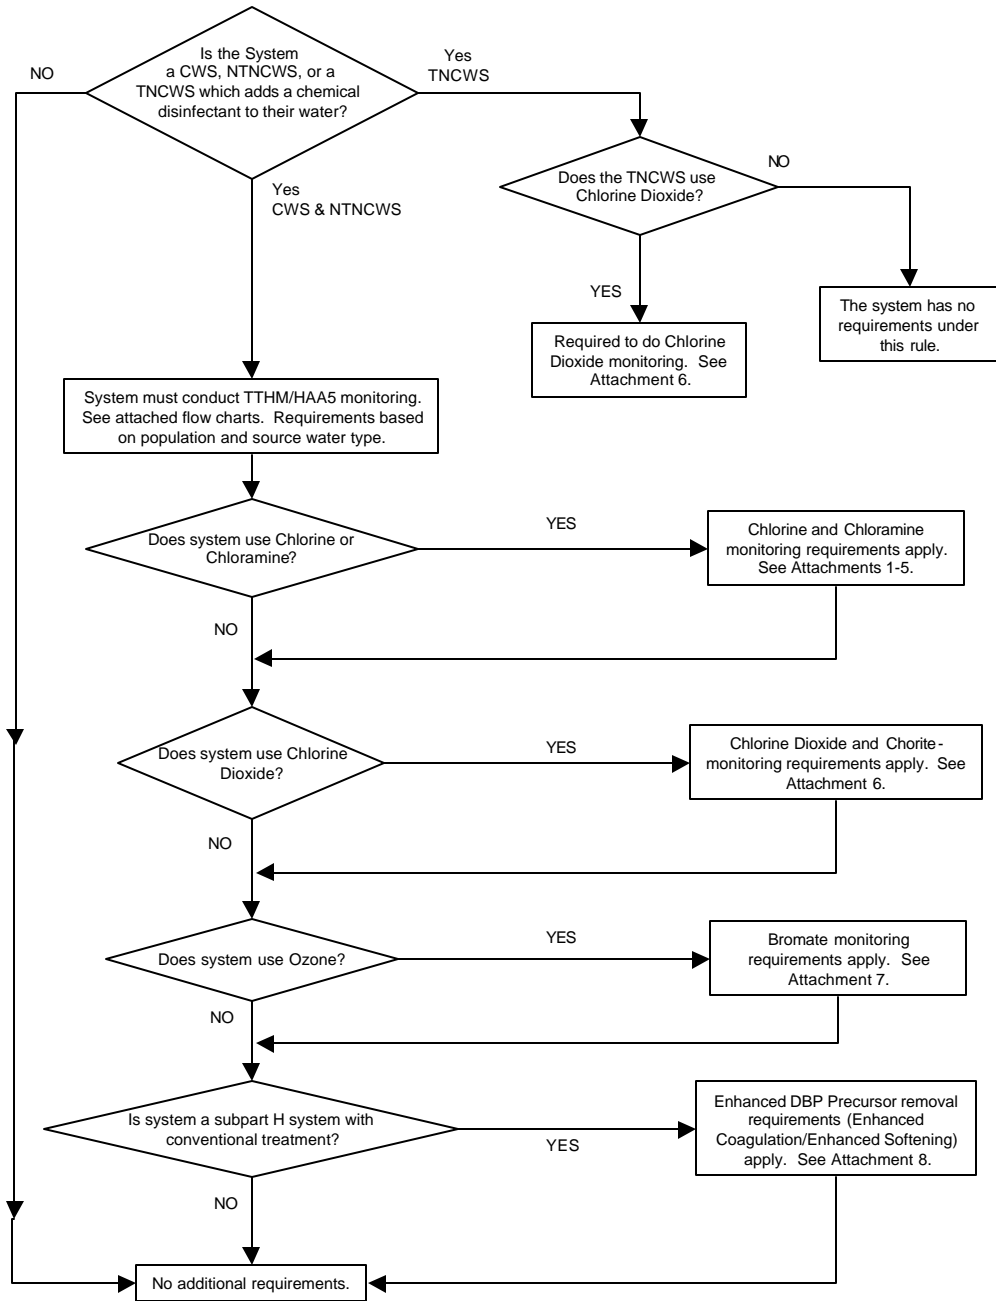 Is the System
a CWS, NTNCWS, or a
TNCWS which adds a chemical
disinfectant to their water?
NO
Yes
TNCWS
Yes
CWS & NTNCWS
Does the TNCWS use
Chlorine Dioxide?
NO
YES
The system has no
requirements under
this rule.
Required to do Chlorine
Dioxide monitoring. See
Attachment 6.
System must conduct TTHM/HAA5 monitoring.
See attached flow charts. Requirements based
on population and source water type.
Does system use Chlorine or
Chloramine?
YES
Chlorine and Chloramine
monitoring requirements apply.
See Attachments 1-5.
NO
Does system use Chlorine
Dioxide?
YES
Chlorine Dioxide and Chorite-
monitoring requirements apply. See
Attachment 6.
NO
Does system use Ozone?
YES
Bromate monitoring
requirements apply. See
Attachment 7.
NO
Is system a subpart H system with
conventional treatment?
YES
Enhanced DBP Precursor removal
requirements (Enhanced
Coagulation/Enhanced Softening)
apply. See Attachment 8.
NO
No additional requirements.